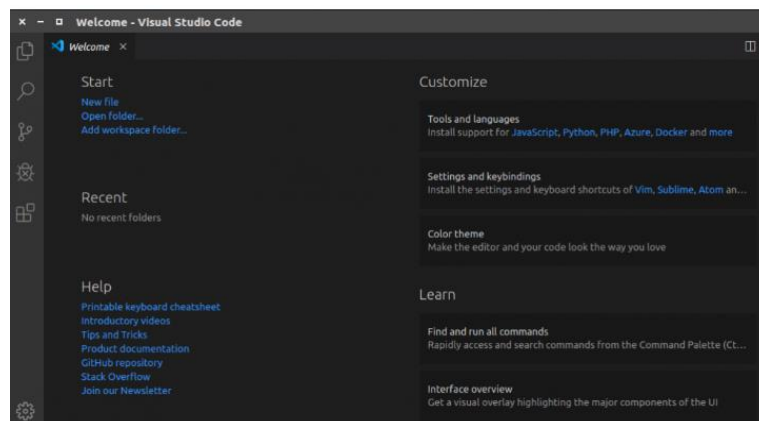 Welcome - Visual Studio Code
Welcome
Start
New file
Open folder...
Add workspace folder...
Recent
No recent folders
Help
Printable keyboard cheatsheet
Introductory videos
Tips and Tricks
Product documentation
GitHub repository
Stack Overflow
Join our Newsletter
Customize
Tools and languages
Install support for JavaScript, Python, PHP, Azure, Docker and more
Settings and keybindings
Install the settings and keyboard shortcuts of Vim, Sublime, Atom an...
Color theme
Make the editor and your code look the way you love
Learn
Find and run all commands
Rapidly access and search commands from the Command Palette (Ct...
Interface overview
Get a visual overlay highlighting the major components of the UI